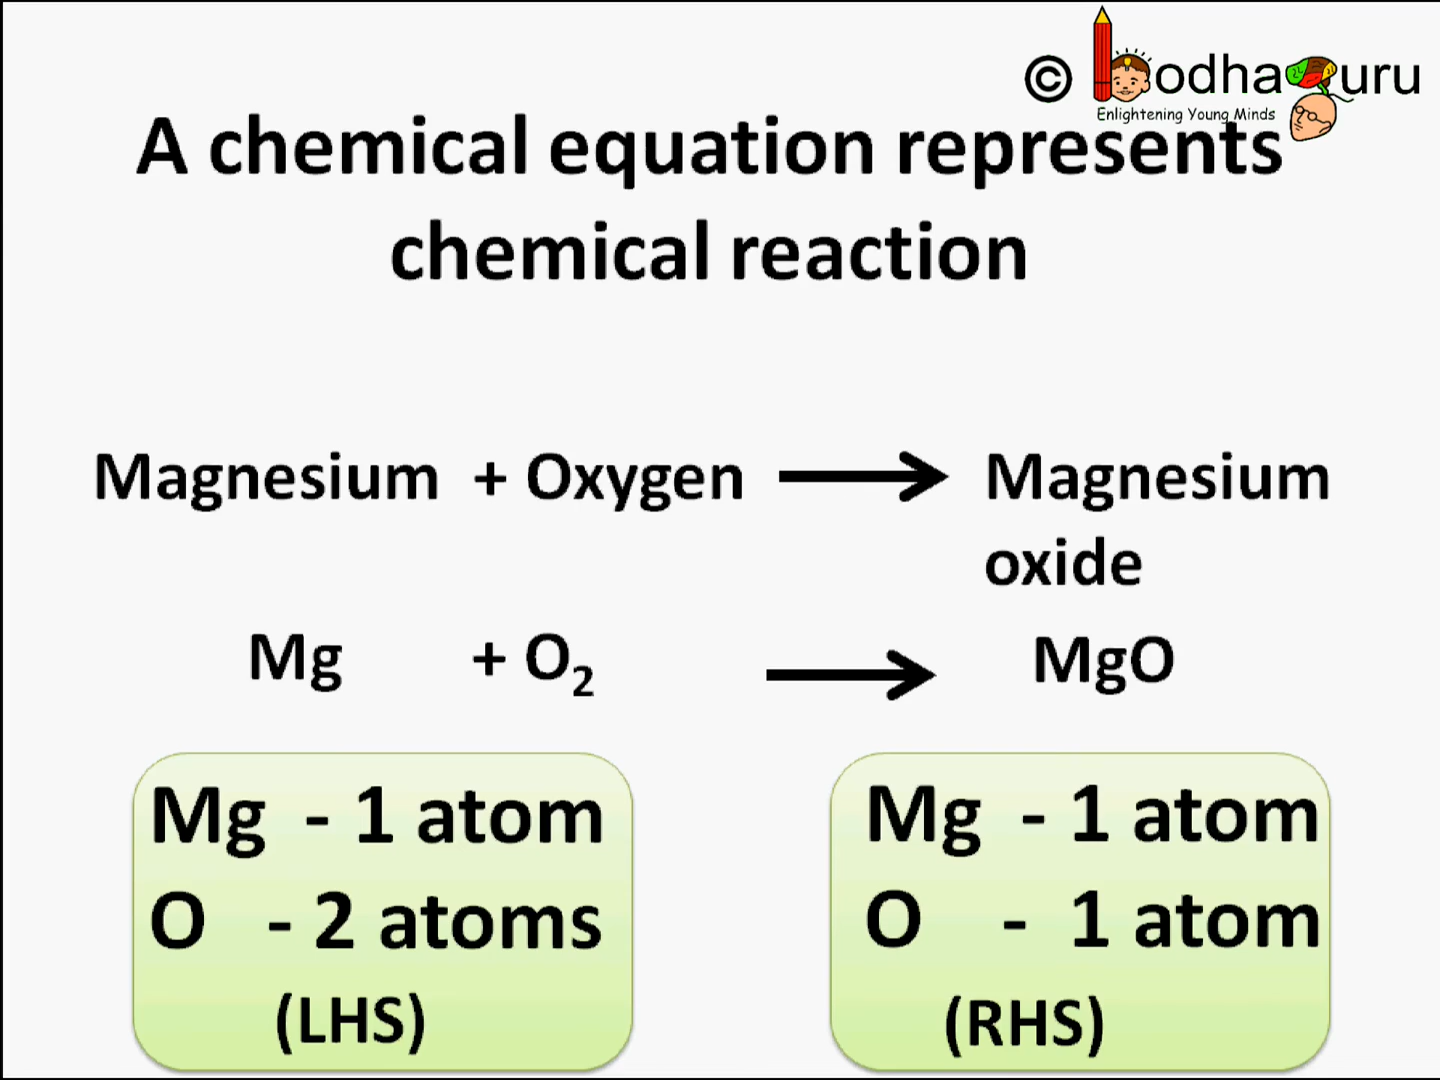 © bodhaguru
Enlightening Young Minds
A chemical equation represents
chemical reaction
Magnesium + Oxygen → Magnesium
oxide
Mg + O₂ → MgO
Mg - 1 atom
O - 2 atoms
(LHS)
Mg - 1 atom
O - 1 atom
(RHS)